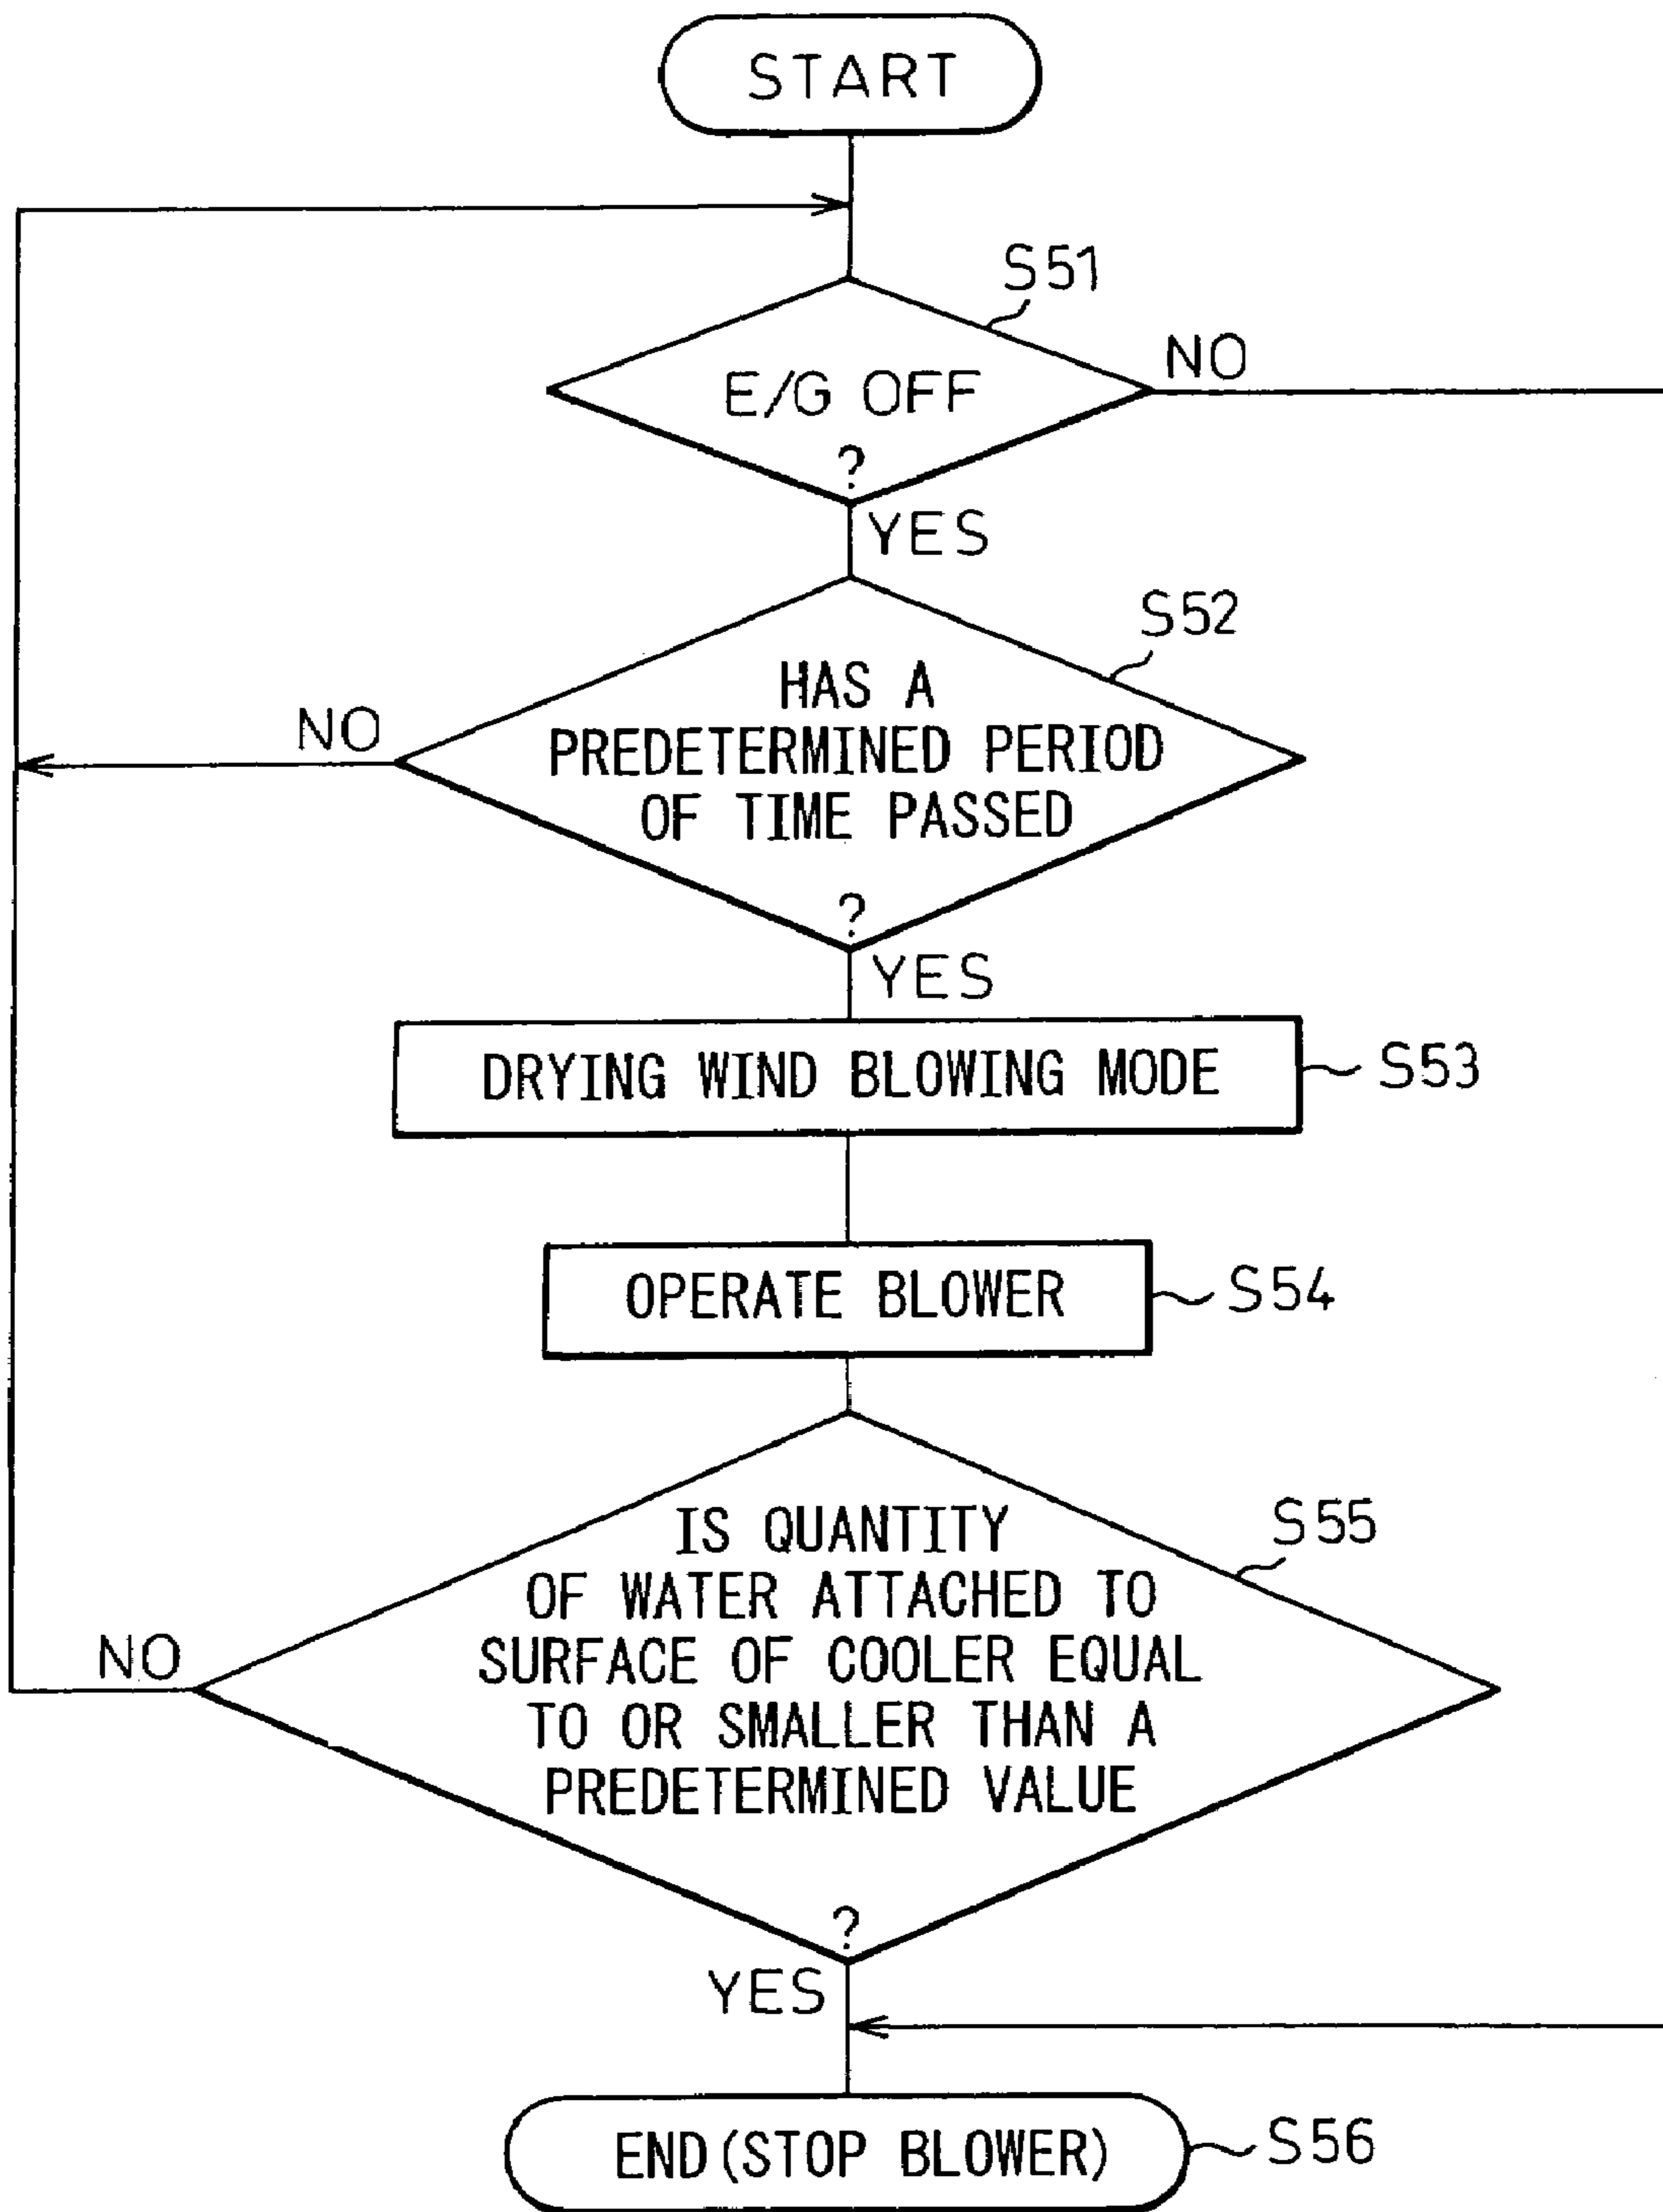 START
S51
E/G OFF
?
NO
YES
S52
HAS A
PREDETERMINED PERIOD
OF TIME PASSED
?
NO
YES
DRYING WIND BLOWING MODE
S53
OPERATE BLOWER
S54
S55
IS QUANTITY
OF WATER ATTACHED TO
SURFACE OF COOLER EQUAL
TO OR SMALLER THAN A
PREDETERMINED VALUE
?
NO
YES
END(STOP BLOWER)
S56